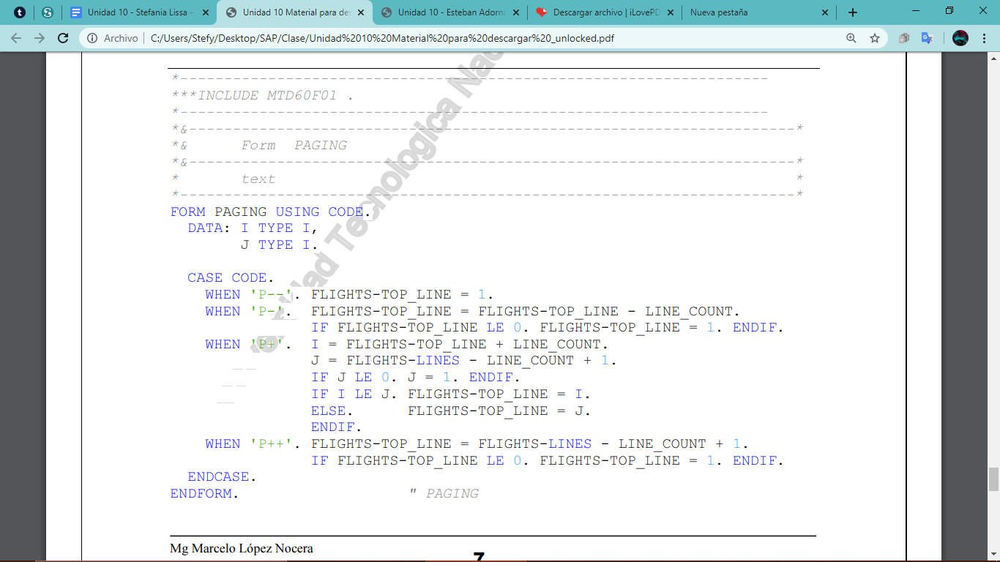 Unidad 10 - Stefania Lissa -
Unidad 10 Material para des
Unidad 10 - Esteban Adorno
Descargar archivo | iLovePD
Nueva pestaña
Archivo | C:/Users/Stefy/Desktop/SAP/Clase/Unidad%2010%20Material%20para%20descargar%20_unlocked.pdf
*-------------------------------------------------------------------
***INCLUDE MTD60F01 .
*-------------------------------------------------------------------
*&---------------------------------------------------------------------*
*&      Form  PAGING
*&---------------------------------------------------------------------*
*       text                                                           *
*----------------------------------------------------------------------*
FORM PAGING USING CODE.
  DATA: I TYPE I,
        J TYPE I.
  CASE CODE.
    WHEN 'P--'. FLIGHTS-TOP_LINE = 1.
    WHEN 'P-'.  FLIGHTS-TOP_LINE = FLIGHTS-TOP_LINE - LINE_COUNT.
                IF FLIGHTS-TOP_LINE LE 0. FLIGHTS-TOP_LINE = 1. ENDIF.
    WHEN 'P+'.  I = FLIGHTS-TOP_LINE + LINE_COUNT.
                J = FLIGHTS-LINES - LINE_COUNT + 1.
                IF J LE 0. J = 1. ENDIF.
                IF I LE J. FLIGHTS-TOP_LINE = I.
                ELSE.      FLIGHTS-TOP_LINE = J.
                ENDIF.
    WHEN 'P++'. FLIGHTS-TOP_LINE = FLIGHTS-LINES - LINE_COUNT + 1.
                IF FLIGHTS-TOP_LINE LE 0. FLIGHTS-TOP_LINE = 1. ENDIF.
  ENDCASE.
ENDFORM.                   " PAGING
dad Tecnologica Nac
Mg Marcelo López Nocera
7